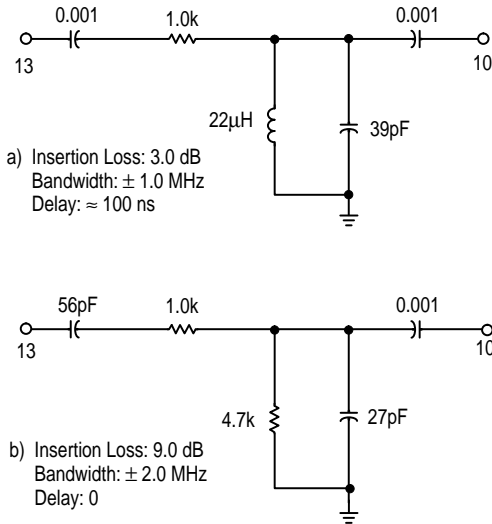 0.001 1.0k 0.001
13 10
22µH 39pF
a) Insertion Loss: 3.0 dB
Bandwidth: ± 1.0 MHz
Delay: ≈ 100 ns
56pF 1.0k 0.001
13 10
4.7k 27pF
b) Insertion Loss: 9.0 dB
Bandwidth: ± 2.0 MHz
Delay: 0